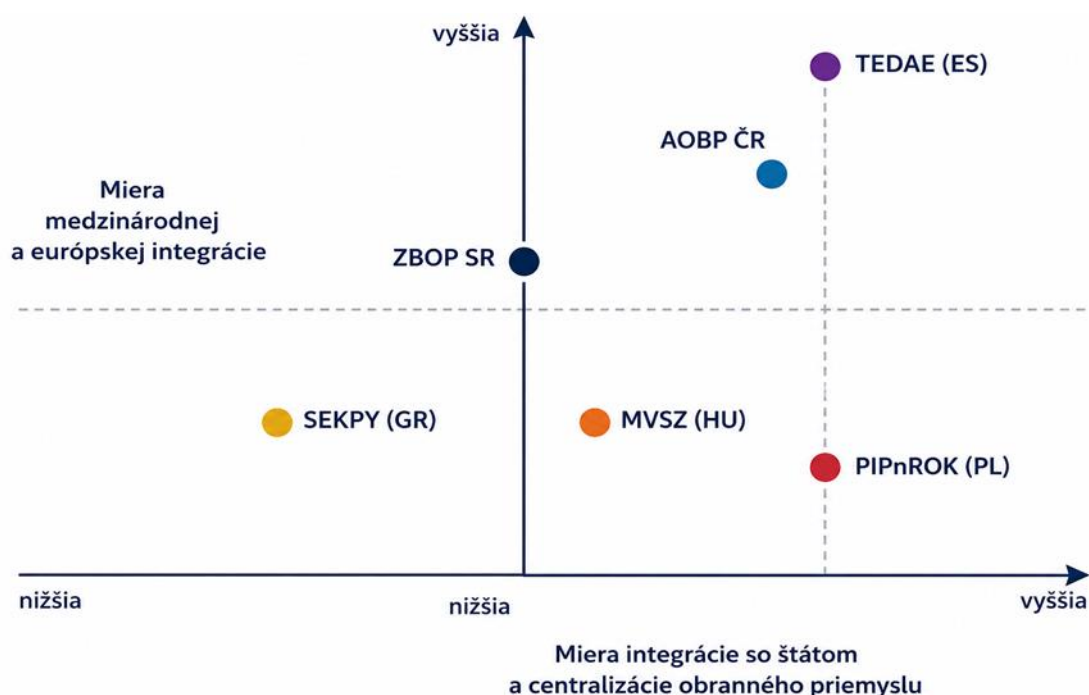 vyššia
TEDAE (ES)
AOBP ČR
Miera
medzinárodnej
a európskej integrácie
ZBOP SR
SEKPY (GR)
MVSZ (HU)
PIPnROK (PL)
nižšia
nižšia
vyššia
Miera integrácie so štátom
a centralizácie obranného priemyslu